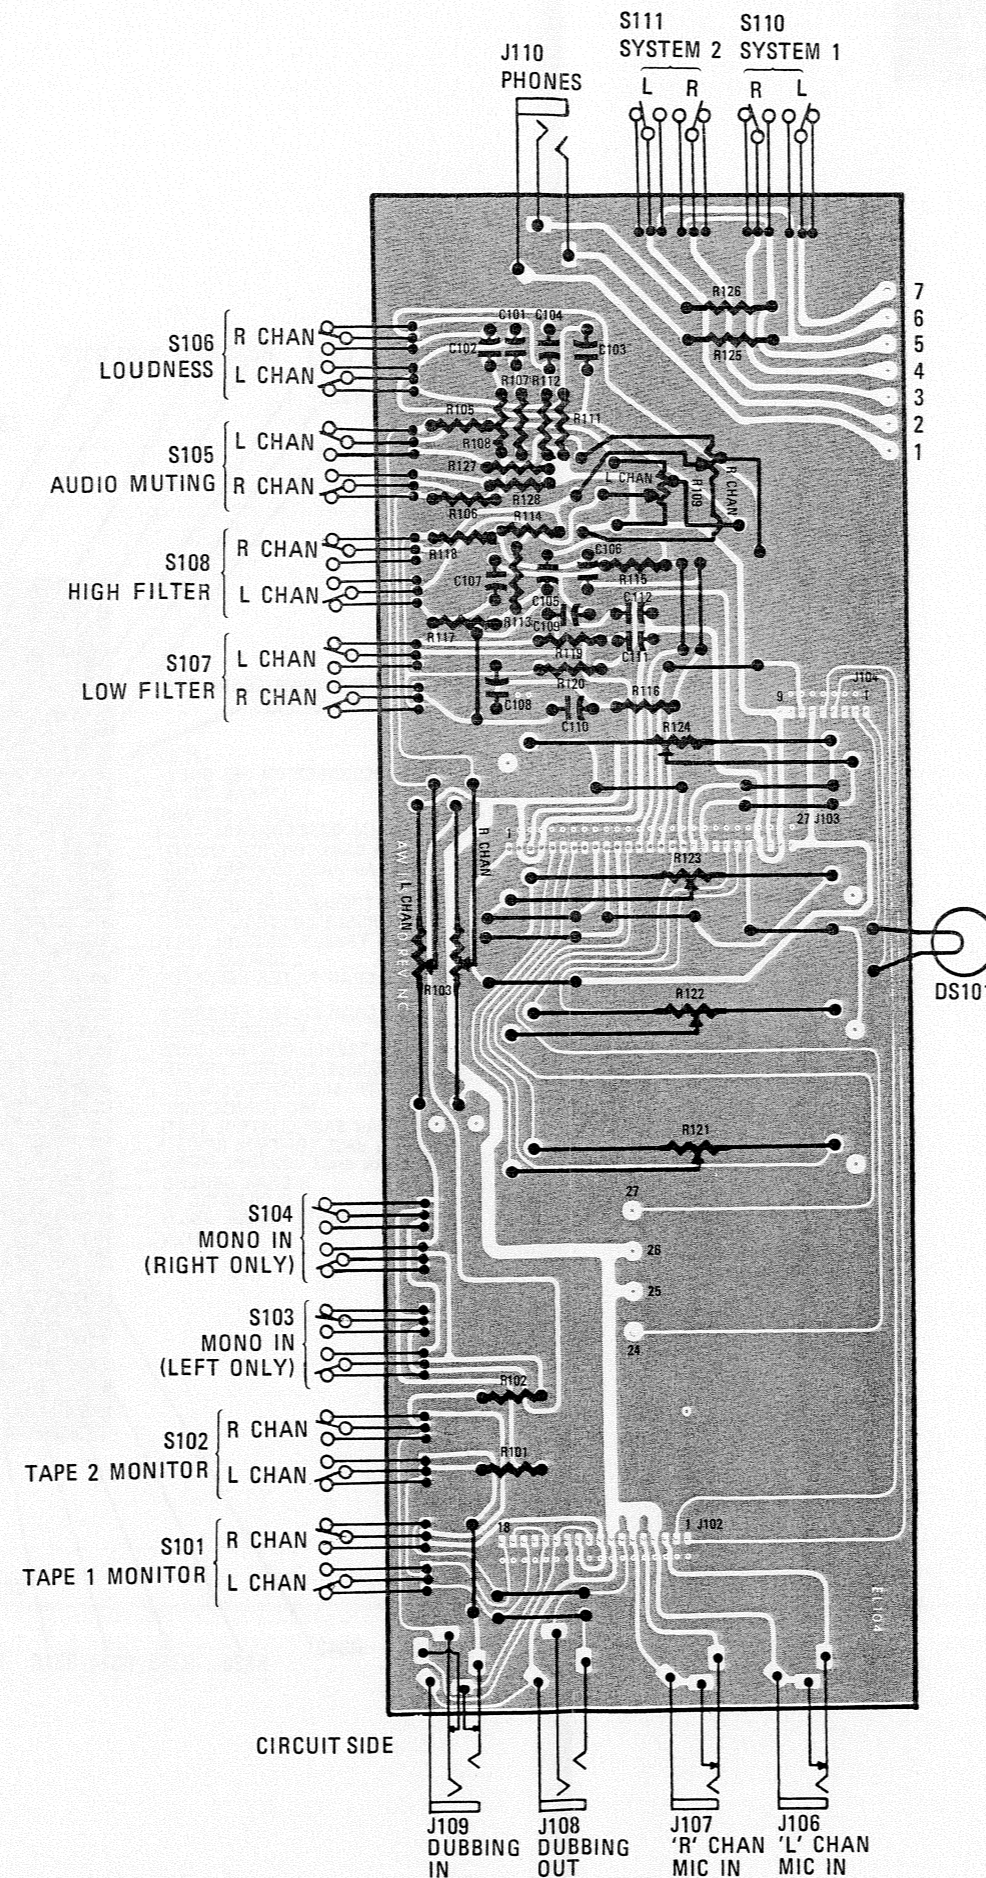 S111
SYSTEM 2
S110
SYSTEM 1
J110
PHONES
L R
R L
R126
R125
7
6
5
4
3
2
1
S106
LOUDNESS
R CHAN
L CHAN
C101
C104
C102
C103
R107
R112
R105
R111
R108
S105
AUDIO MUTING
L CHAN
R CHAN
R127
R128
R106
L CHAN
R109
R CHAN
R114
S108
HIGH FILTER
R CHAN
L CHAN
R118
C106
R115
C107
C105
C112
R117
R113
C109
S107
LOW FILTER
L CHAN
R CHAN
R119
C111
R120
R116
C108
C110
J104
9
1
R124
27 J103
1
R CHAN
R123
L CHAN
R103
DS101
R122
R121
27
26
25
24
S104
MONO IN
(RIGHT ONLY)
S103
MONO IN
(LEFT ONLY)
R102
S102
TAPE 2 MONITOR
R CHAN
L CHAN
R101
S101
TAPE 1 MONITOR
R CHAN
L CHAN
18
1 J102
EL104
CIRCUIT SIDE
J109
DUBBING
IN
J108
DUBBING
OUT
J107
'R' CHAN
MIC IN
J106
'L' CHAN
MIC IN